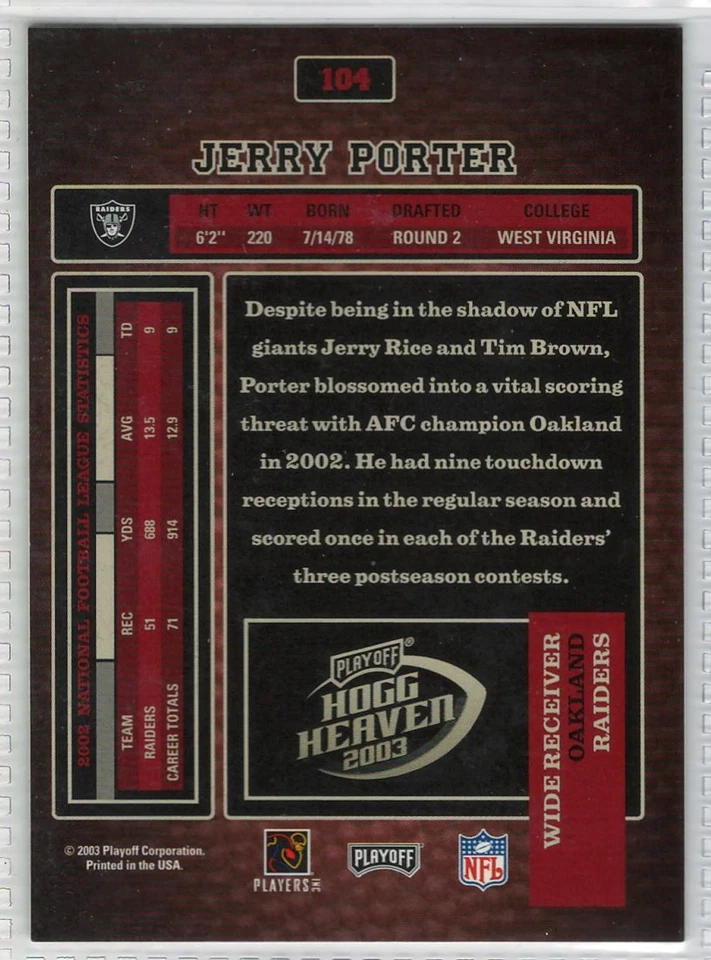 104
JERRY PORTER
RAIDERS
HT WT BORN DRAFTED COLLEGE
6'2" 220 7/14/78 ROUND 2 WEST VIRGINIA
2002 NATIONAL FOOTBALL LEAGUE STATISTICS
TEAM REC YDS AVG TD
RAIDERS 51 688 13.5 9
CAREER TOTALS 71 914 12.9 9
Despite being in the shadow of NFL
giants Jerry Rice and Tim Brown,
Porter blossomed into a vital scoring
threat with AFC champion Oakland
in 2002. He had nine touchdown
receptions in the regular season and
scored once in each of the Raiders'
three postseason contests.
PLAYOFF®
HOGG
HEAVEN
2003
WIDE RECEIVER
OAKLAND
RAIDERS
© 2003 Playoff Corporation.
Printed in the USA.
PLAYERS INC
PLAYOFF
NFL